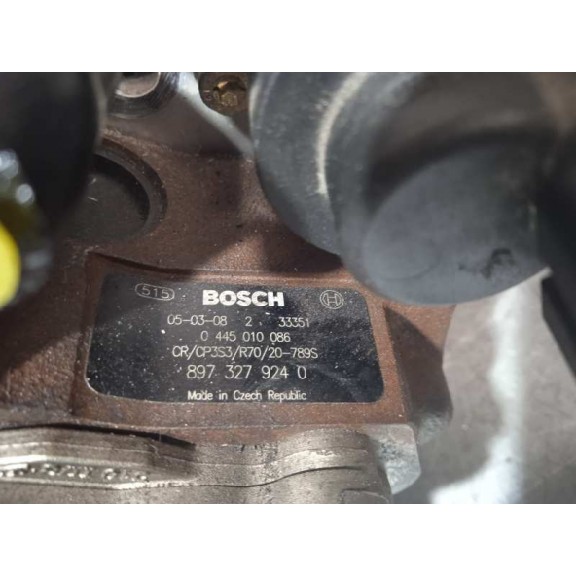 515 BOSCH
05-03-08 2 33351
0 445 010 086
CR/CP3S3/R70/20-789S
897 327 924 0
Made in Czech Republic